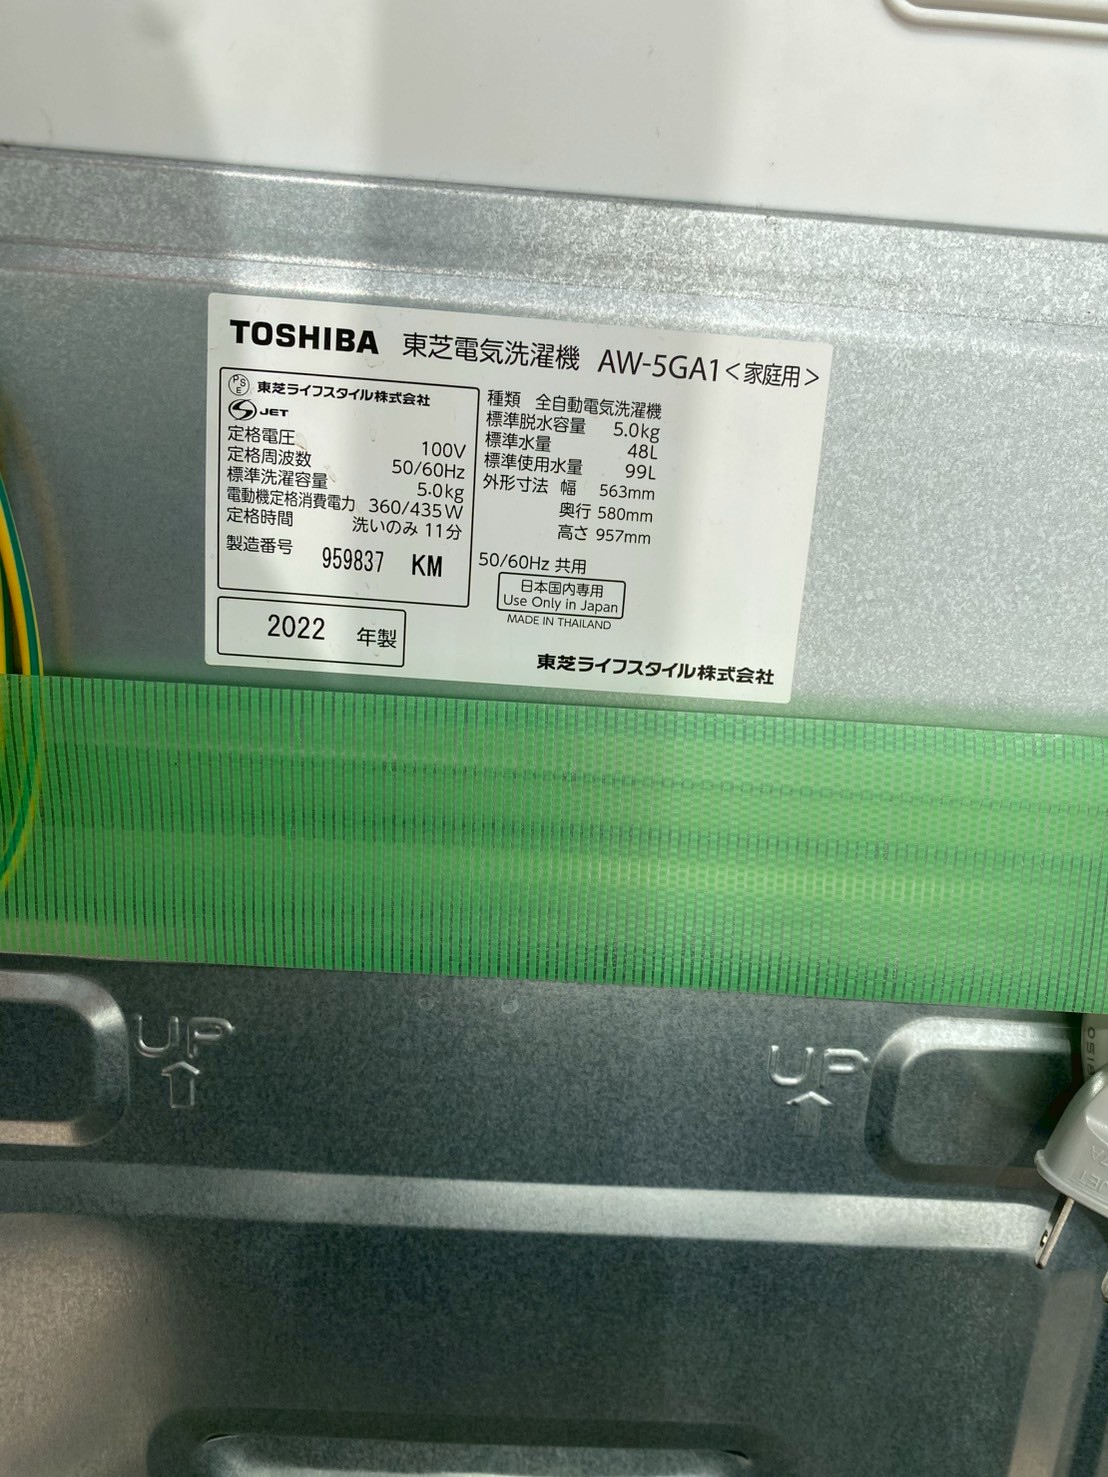 TOSHIBA 東芝電気洗濯機 AW-5GA1<家庭用>
PSE 東芝ライフスタイル株式会社
JET
定格電圧 100V
定格周波数 50/60Hz
標準洗濯容量 5.0kg
電動機定格消費電力 360/435W
定格時間 洗いのみ 11分
製造番号 959837 KM
2022 年製
種類 全自動電気洗濯機
標準脱水容量 5.0kg
標準水量 48L
標準使用水量 99L
外形寸法 幅 563mm
奥行 580mm
高さ 957mm
50/60Hz 共用
日本国内専用
Use Only in Japan
MADE IN THAILAND
東芝ライフスタイル株式会社
UP
UP